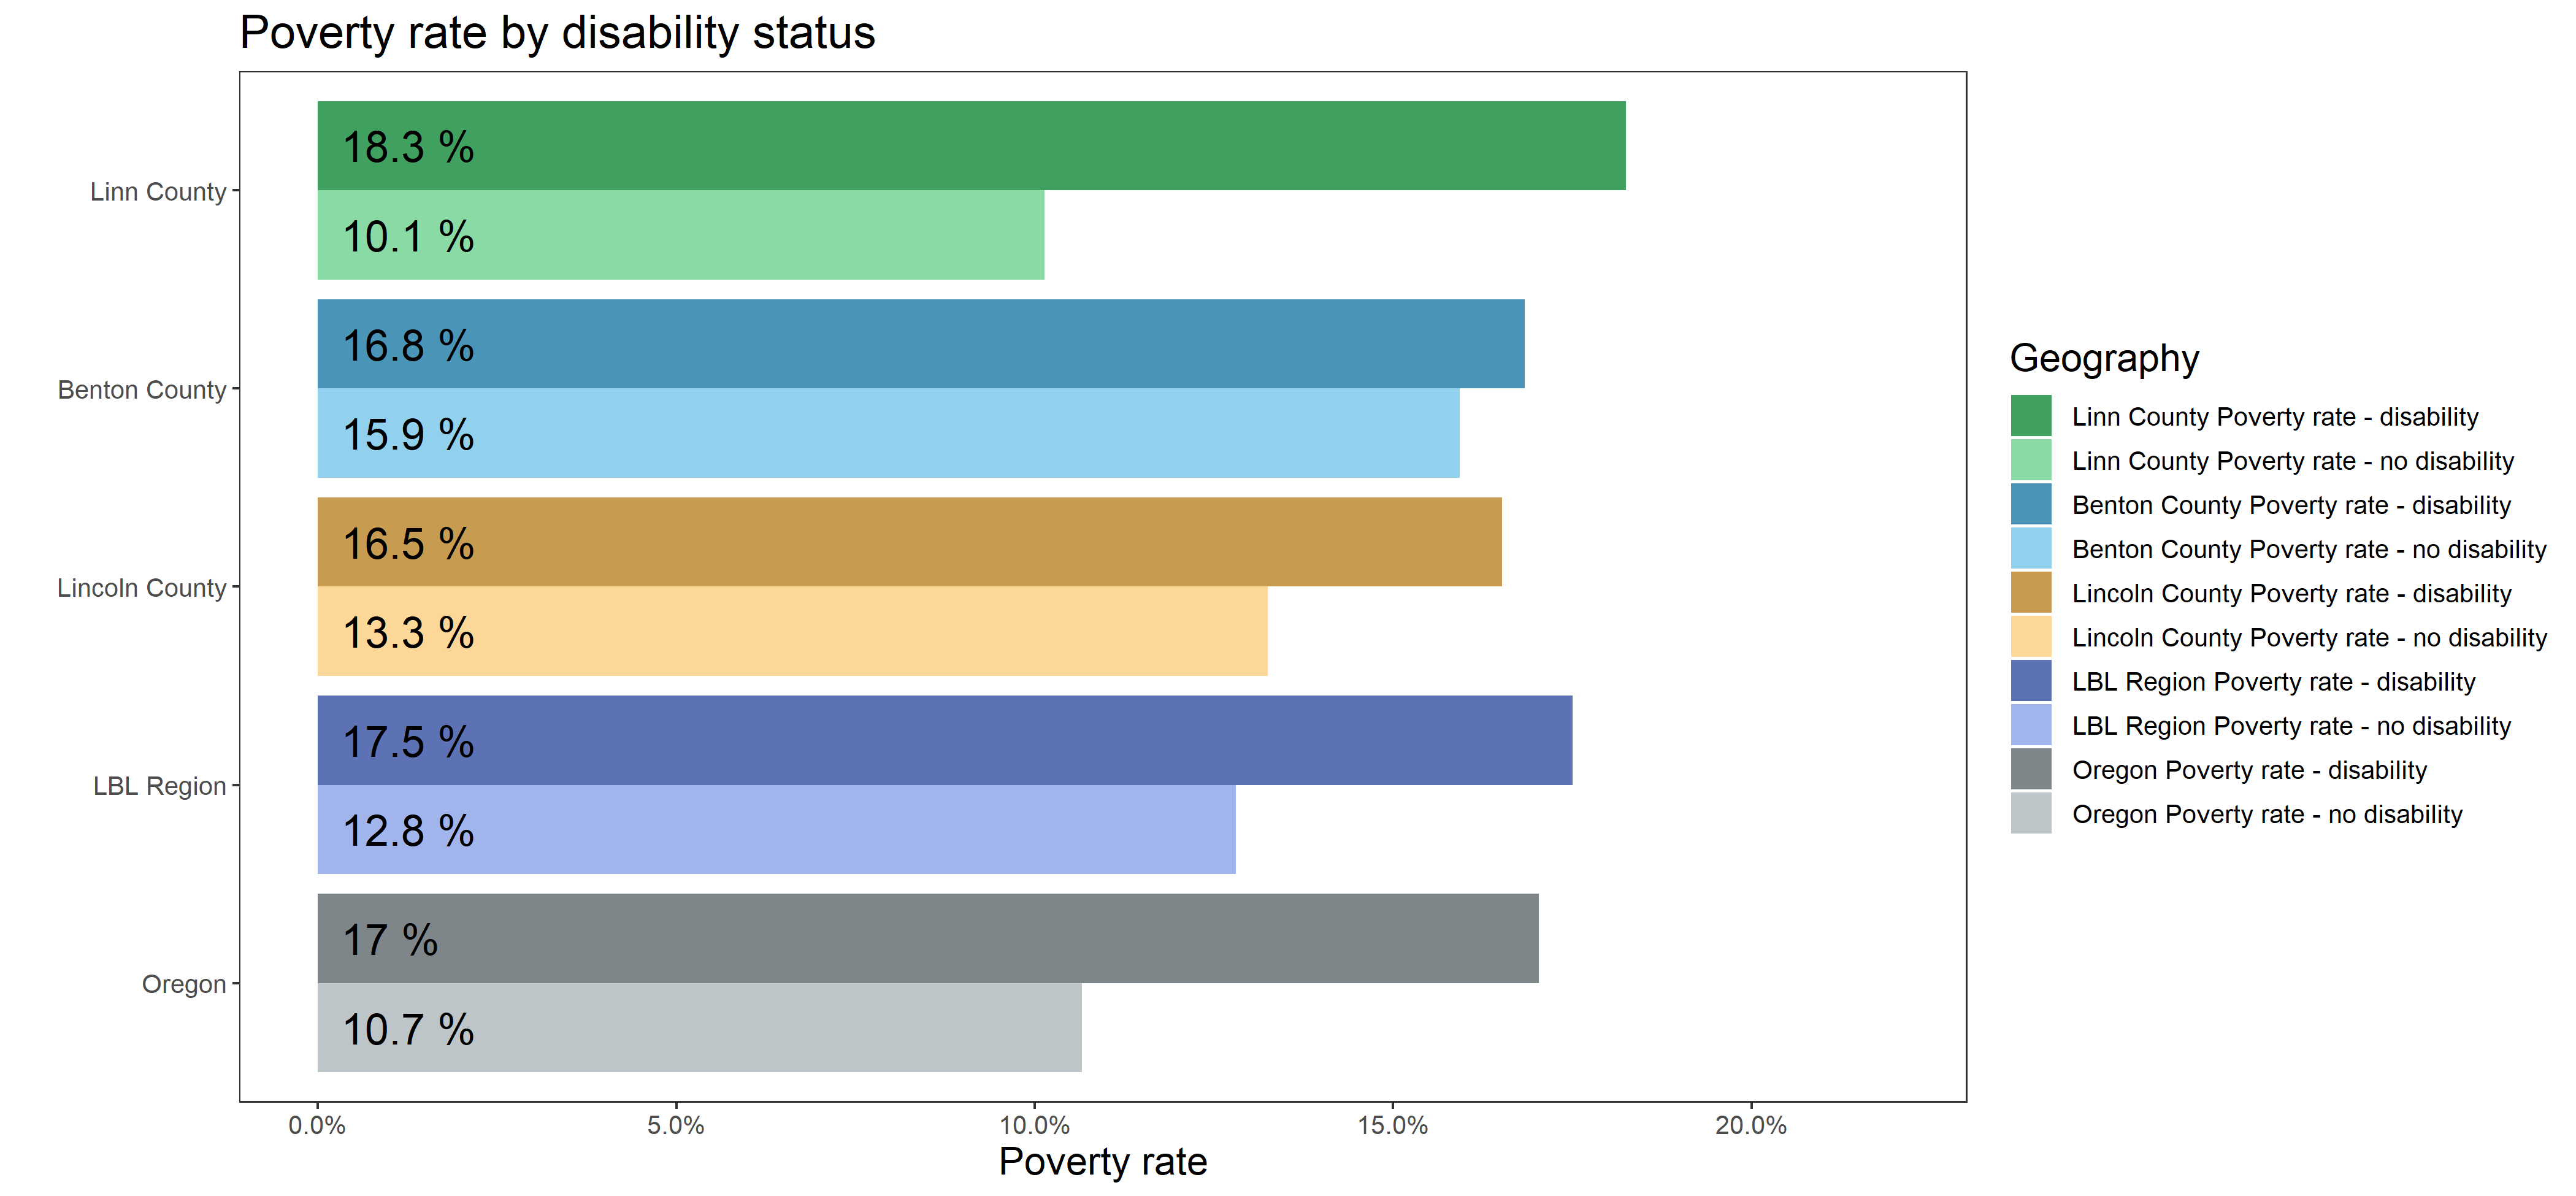 Poverty rate by disability status
Linn County
18.3 %
10.1 %
Benton County
16.8 %
15.9 %
Lincoln County
16.5 %
13.3 %
LBL Region
17.5 %
12.8 %
Oregon
17 %
10.7 %
0.0%
5.0%
10.0%
15.0%
20.0%
Poverty rate
Geography
Linn County Poverty rate - disability
Linn County Poverty rate - no disability
Benton County Poverty rate - disability
Benton County Poverty rate - no disability
Lincoln County Poverty rate - disability
Lincoln County Poverty rate - no disability
LBL Region Poverty rate - disability
LBL Region Poverty rate - no disability
Oregon Poverty rate - disability
Oregon Poverty rate - no disability